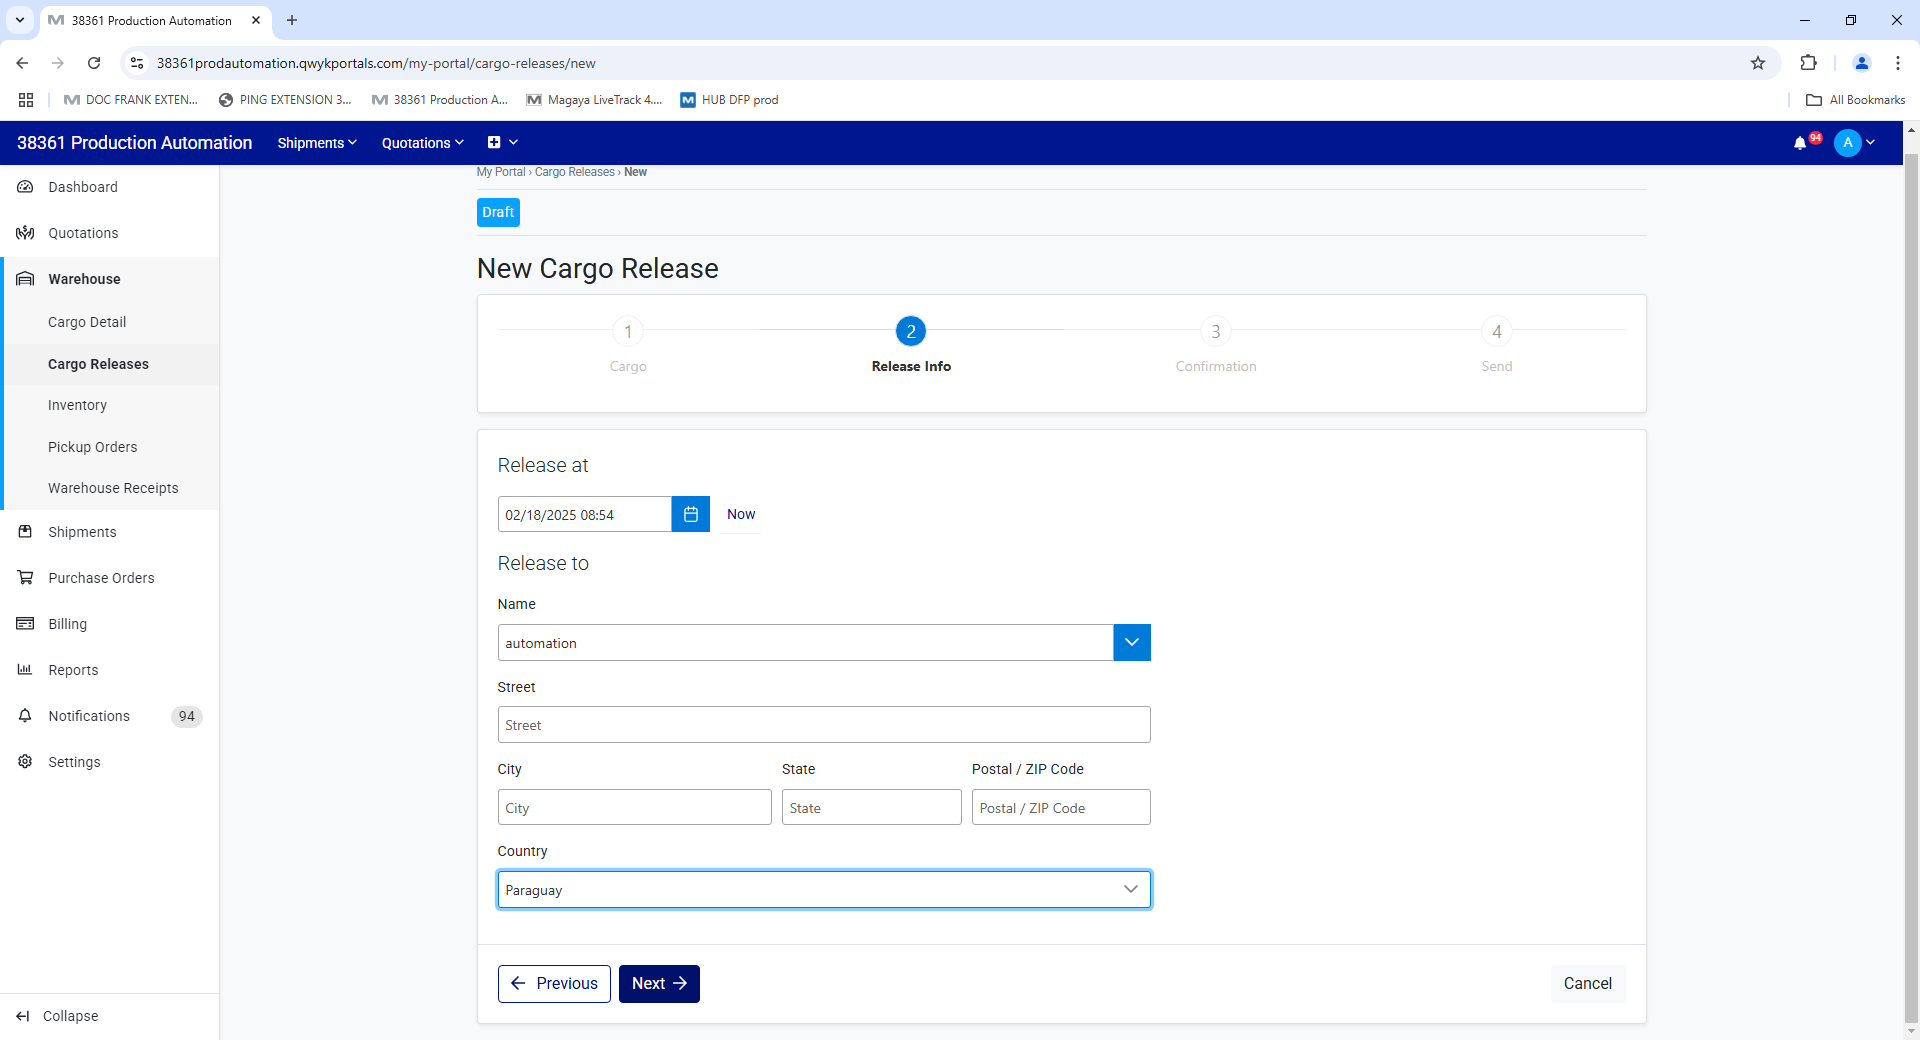 38361 Production Automation
38361prodautomation.qwykportals.com/my-portal/cargo-releases/new
DOC FRANK EXTEN...
PING EXTENSION 3...
38361 Production A...
Magaya LiveTrack 4....
HUB DFP prod
All Bookmarks
38361 Production Automation
Shipments
Quotations
94
A
Dashboard
Quotations
Warehouse
Cargo Detail
Cargo Releases
Inventory
Pickup Orders
Warehouse Receipts
Shipments
Purchase Orders
Billing
Reports
Notifications 94
Settings
Collapse
My Portal › Cargo Releases › New
Draft
New Cargo Release
1
Cargo
2
Release Info
3
Confirmation
4
Send
Release at
02/18/2025 08:54
Now
Release to
Name
automation
Street
Street
City State Postal / ZIP Code
City State Postal / ZIP Code
Country
Paraguay
Previous
Next
Cancel